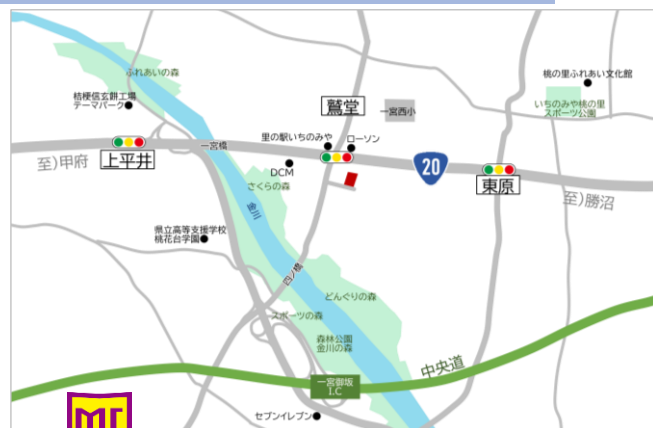 ふれあいの森
桃の里ふれあい文化館
桔梗信玄餅工場
テーマパーク
鷲堂
一宮西小
いちのみや桃の里
スポーツ公園
一宮橋
里の駅いちのみや
ローソン
至)甲府
上平井
DCM
20
東原
さくらの森
至)勝沼
金川
県立高等支援学校
桃花台学園
四ノ橋
どんぐりの森
スポーツの森
森林公園
金川の森
中央道
一宮御坂
I.C
セブンイレブン